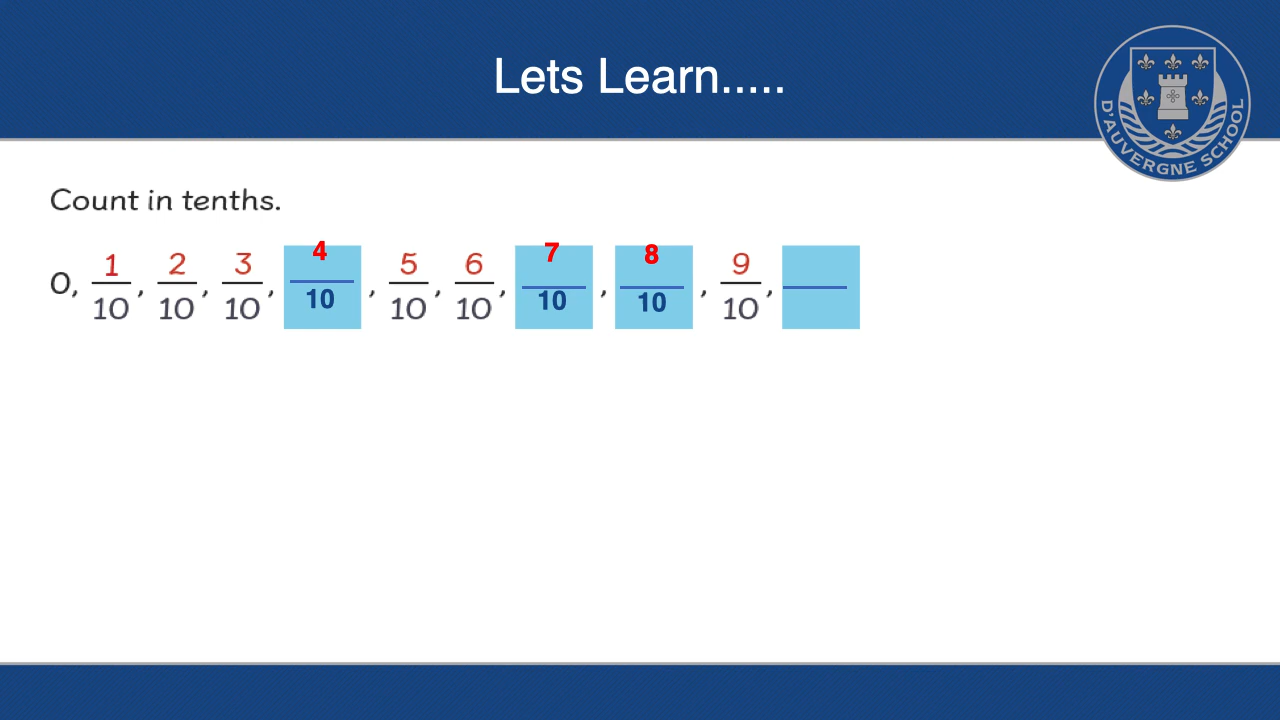 Lets Learn.....
D'AUVERGNE SCHOOL
Count in tenths.
0, 1/10, 2/10, 3/10, 4/10, 5/10, 6/10, 7/10, 8/10, 9/10,